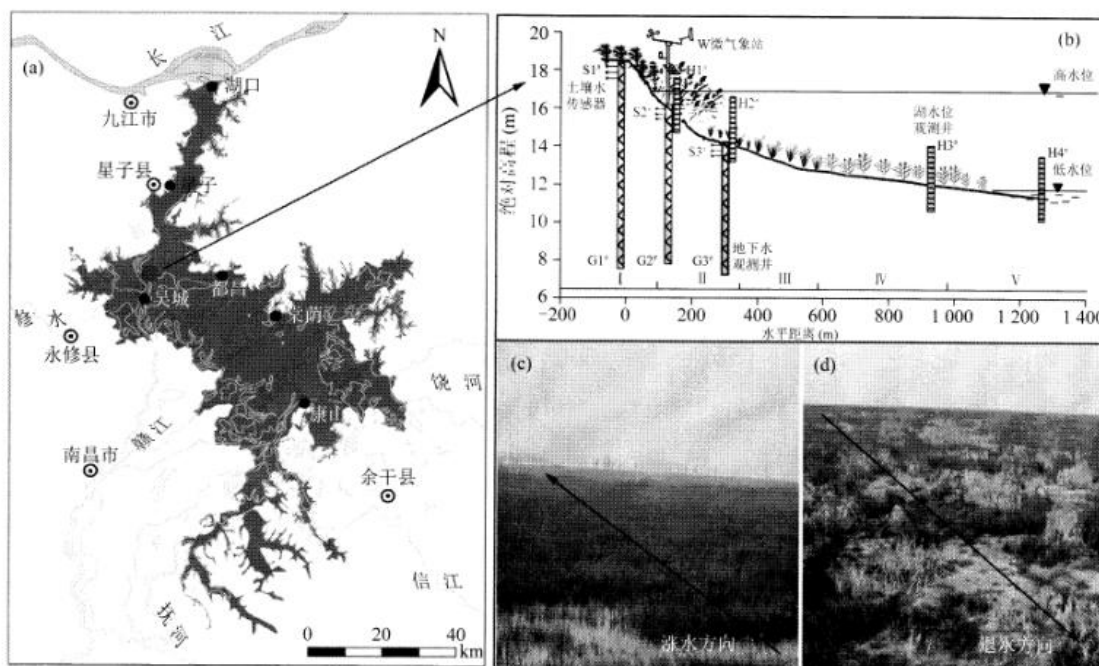 (a)
长江
N
湖口
九江市
星子县
星子
吴城
都昌
棠荫
修水
永修县
饶河
康山
赣江
南昌市
余干县
信江
抚河
0 20 40
km
(b)
20
18
16
14
12
10
8
6
绝对高程 (m)
W微气象站
S1#
H1#
土壤水
传感器
S2#
H2#
S3#
高水位
湖水位
观测井
H3#
H4#
低水位
G1#
G2#
G3#
地下水
观测井
I
II
III
IV
V
−200 0 200 400 600 800 1 000 1 200 1 400
水平距离 (m)
(c)
涨水方向
(d)
退水方向